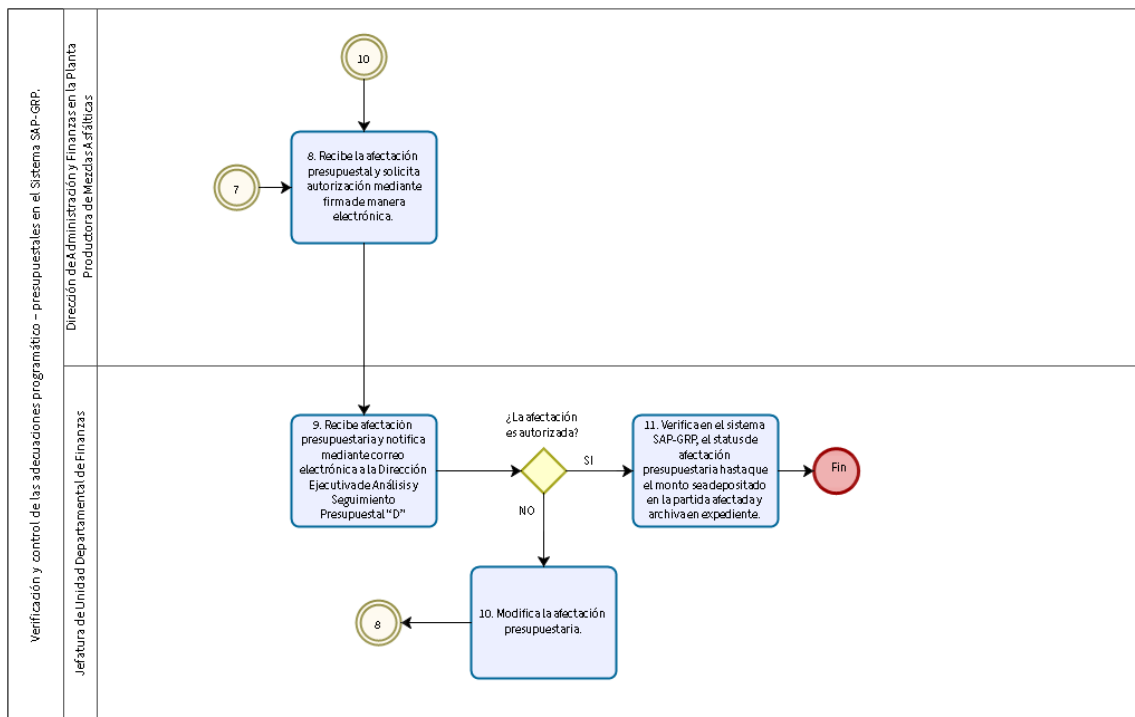 Verificación y control de las adecuaciones programático – presupuestales en el Sistema SAP-GRP.
Dirección de Administración y Finanzas en la Planta
Productora de Mezclas Asfálticas
10
7
8. Recibe la afectación
presupuestal y solicita
autorización mediante
firma de manera
electrónica.
Jefatura de Unidad Departamental de Finanzas
9. Recibe afectación
presupuestaria y notifica
mediante correo
electrónica a la Dirección
Ejecutiva de Análisis y
Seguimiento
Presupuestal “D”
¿La afectación
es autorizada?
SI
NO
11. Verifica en el sistema
SAP-GRP, el status de
afectación
presupuestaria hasta que
el monto sea depositado
en la partida afectada y
archiva en expediente.
Fin
10. Modifica la afectación
presupuestaria.
8